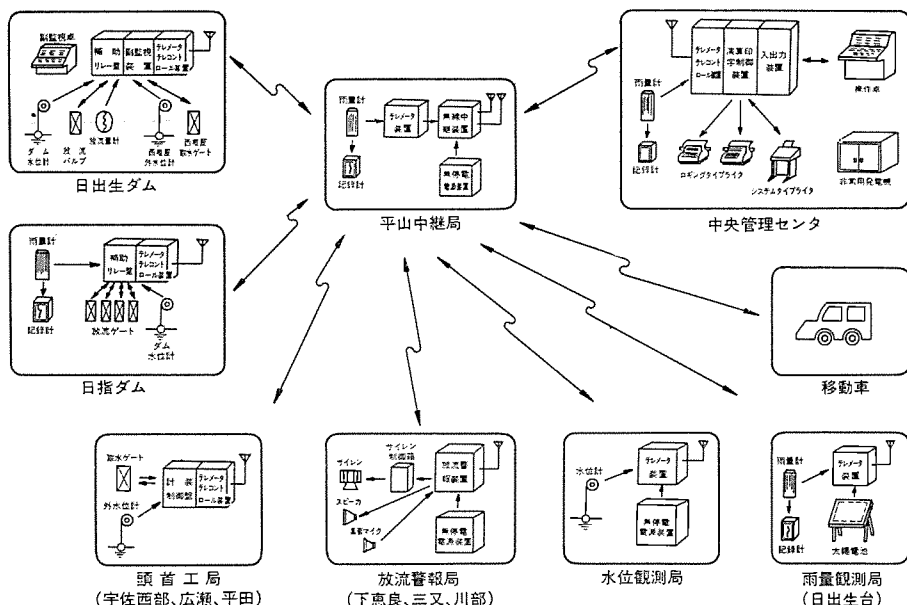 副監視卓
補助
リレー盤
副監視
装置
テレメータ
テレコント
ロール装置
ダム
水位計
放流
バルブ
放流量計
西椎屋
外水位計
西椎屋
取水ゲート
日出生ダム
雨量計
記録計
テレメータ
装置
無線中
継装置
無停電
電源装置
平山中継局
雨量計
記録計
テレメータ
テレコント
ロール装置
演算印
字制御
装置
入出力
装置
操作卓
ロギングタイプライタ
システムタイプライタ
非常用発電機
中央管理センタ
雨量計
記録計
補助
リレー盤
テレメータ
テレコント
ロール装置
放流ゲート
ダム
水位計
日指ダム
移動車
取水ゲート
外水位計
計装
制御盤
テレメータ
テレコント
ロール装置
頭首工局
(宇佐西部、広瀬、平田)
サイレン
サイレン
制御箱
放流警
報装置
スピーカ
集音マイク
無停電
電源装置
放流警報局
(下恵良、三又、川部)
水位計
テレメータ
装置
無停電
電源装置
水位観測局
雨量計
記録計
テレメータ
装置
太陽電池
雨量観測局
(日出生台)